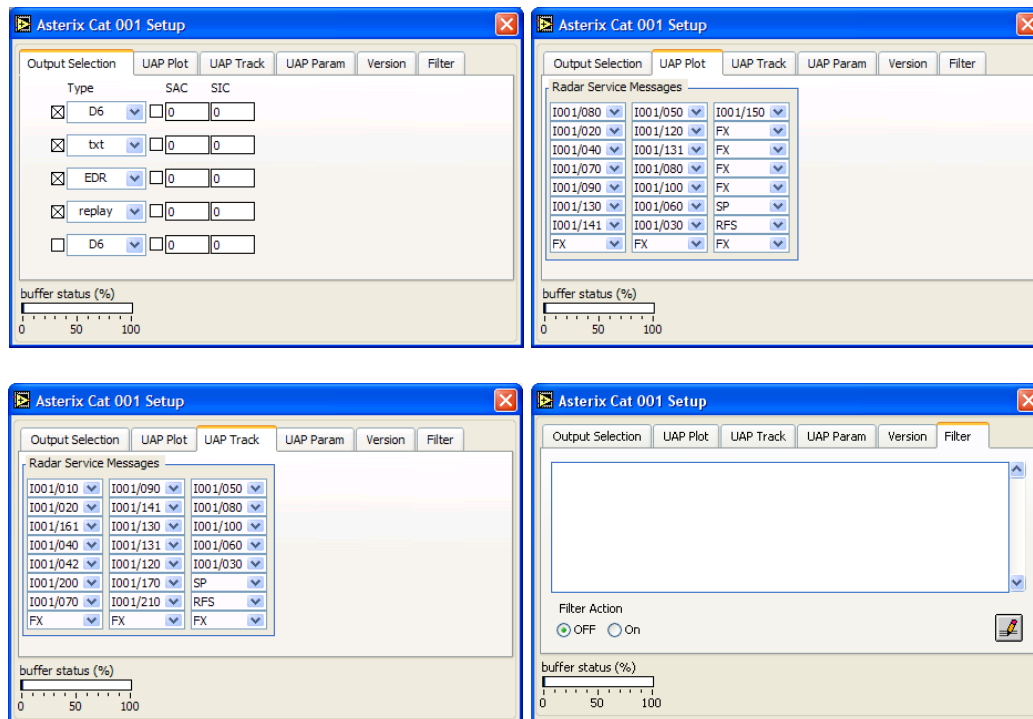 Asterix Cat 001 Setup
Output Selection UAP Plot UAP Track UAP Param Version Filter
Type SAC SIC
D6 0 0
txt 0 0
EDR 0 0
replay 0 0
D6 0 0
buffer status (%)
0 50 100
Asterix Cat 001 Setup
Output Selection UAP Plot UAP Track UAP Param Version Filter
Radar Service Messages
I001/080 I001/050 I001/150
I001/020 I001/120 FX
I001/040 I001/131 FX
I001/070 I001/080 FX
I001/090 I001/100 FX
I001/130 I001/060 SP
I001/141 I001/030 RFS
FX FX FX
buffer status (%)
0 50 100
Asterix Cat 001 Setup
Output Selection UAP Plot UAP Track UAP Param Version Filter
Radar Service Messages
I001/010 I001/090 I001/050
I001/020 I001/141 I001/080
I001/161 I001/130 I001/100
I001/040 I001/131 I001/060
I001/042 I001/120 I001/030
I001/200 I001/170 SP
I001/070 I001/210 RFS
FX FX FX
buffer status (%)
0 50 100
Asterix Cat 001 Setup
Output Selection UAP Plot UAP Track UAP Param Version Filter
Filter Action
OFF On
buffer status (%)
0 50 100